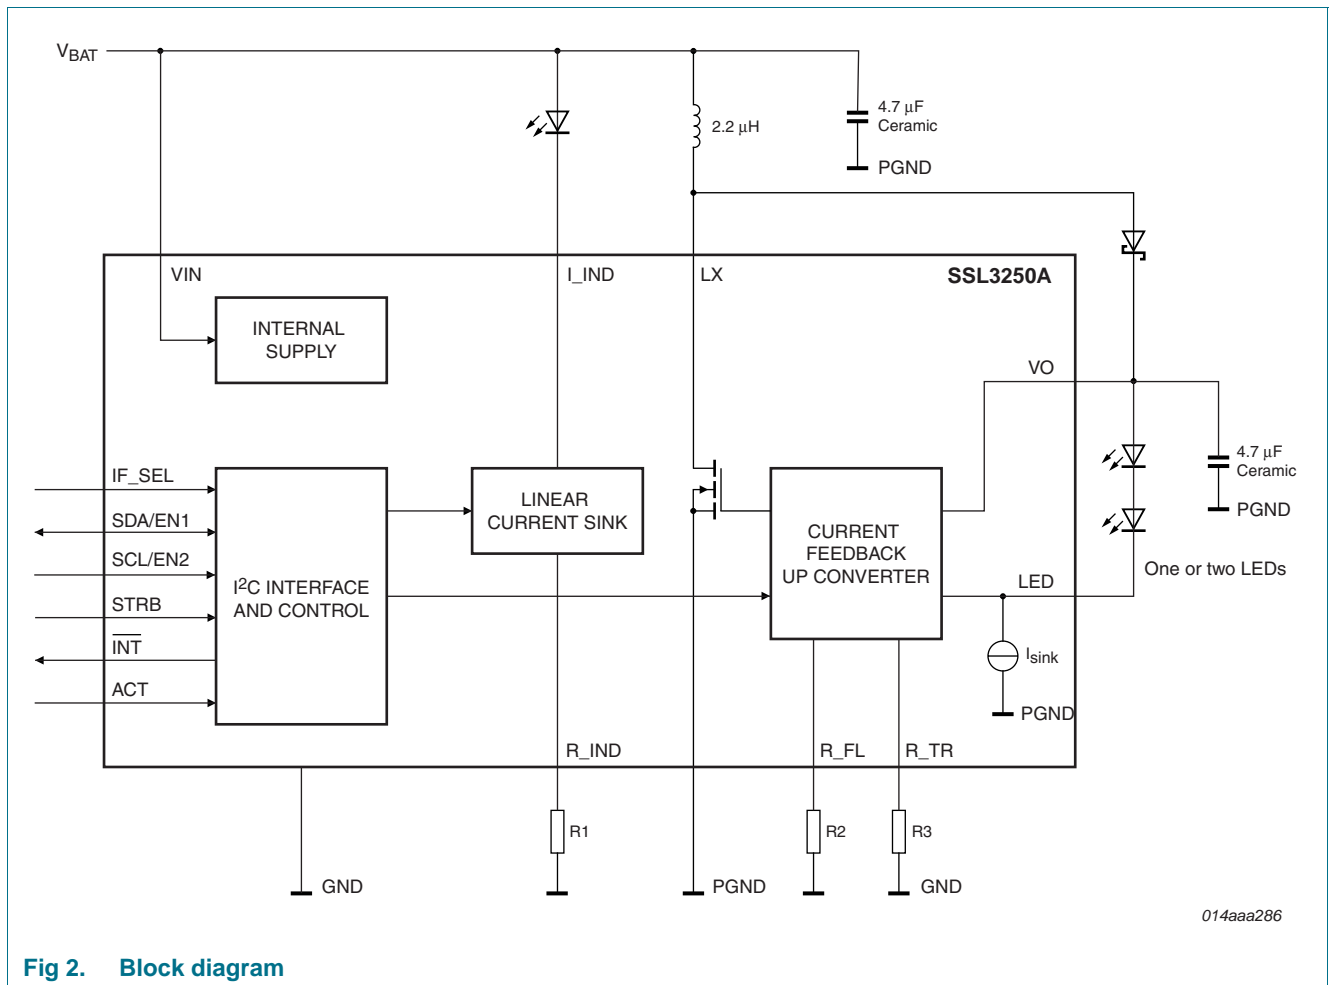 VBAT
2.2 μH
4.7 μF
Ceramic
PGND
VIN
I_IND
LX
SSL3250A
INTERNAL
SUPPLY
VO
IF_SEL
SDA/EN1
SCL/EN2
STRB
INT
ACT
I2C INTERFACE
AND CONTROL
LINEAR
CURRENT SINK
CURRENT
FEEDBACK
UP CONVERTER
4.7 μF
Ceramic
PGND
One or two LEDs
LED
Isink
PGND
R_IND
R_FL
R_TR
R1
R2
R3
GND
PGND
GND
014aaa286
Fig 2. Block diagram